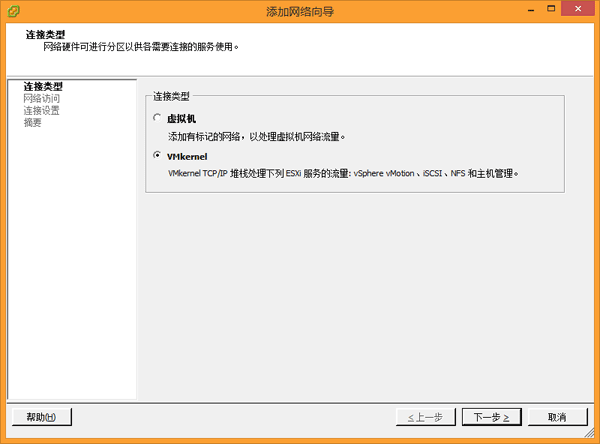 添加网络向导
连接类型
网络硬件可进行分区以供各需要连接的服务使用。
连接类型
网络访问
连接设置
摘要
连接类型
虚拟机
添加有标记的网络，以处理虚拟机网络流量。
VMkernel
VMkernel TCP/IP 堆栈处理下列 ESXi 服务的流量: vSphere vMotion、iSCSI、NFS 和主机管理。
帮助(H)
≤上一步
下一步 ≥
取消